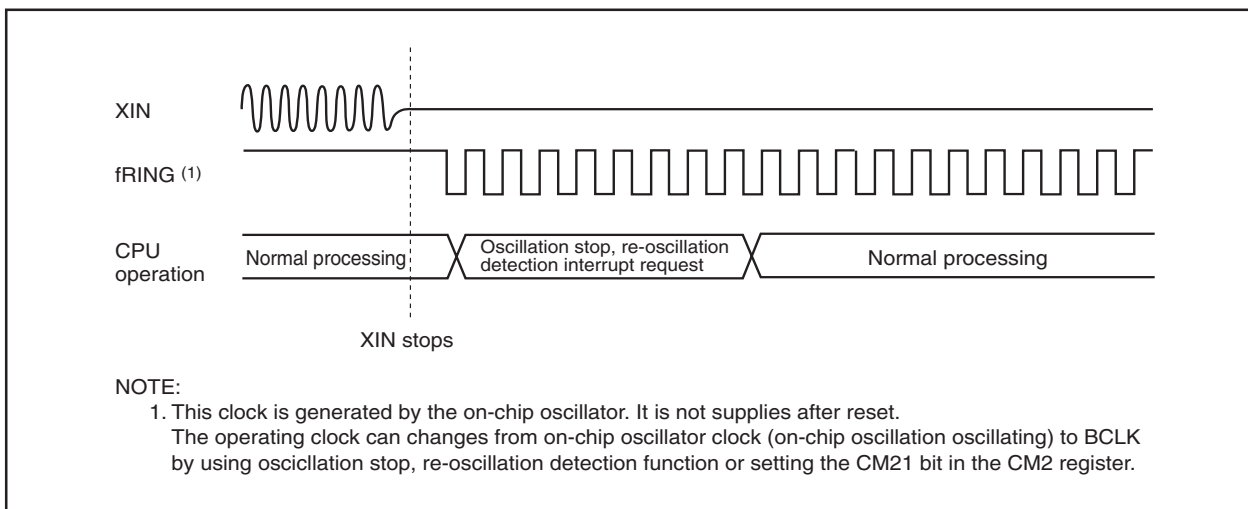 XIN
fRING (1)
CPU
operation
Normal processing
Oscillation stop, re-oscillation
detection interrupt request
Normal processing
XIN stops
NOTE:
1. This clock is generated by the on-chip oscillator. It is not supplies after reset.
The operating clock can changes from on-chip oscillator clock (on-chip oscillation oscillating) to BCLK
by using oscicllation stop, re-oscillation detection function or setting the CM21 bit in the CM2 register.